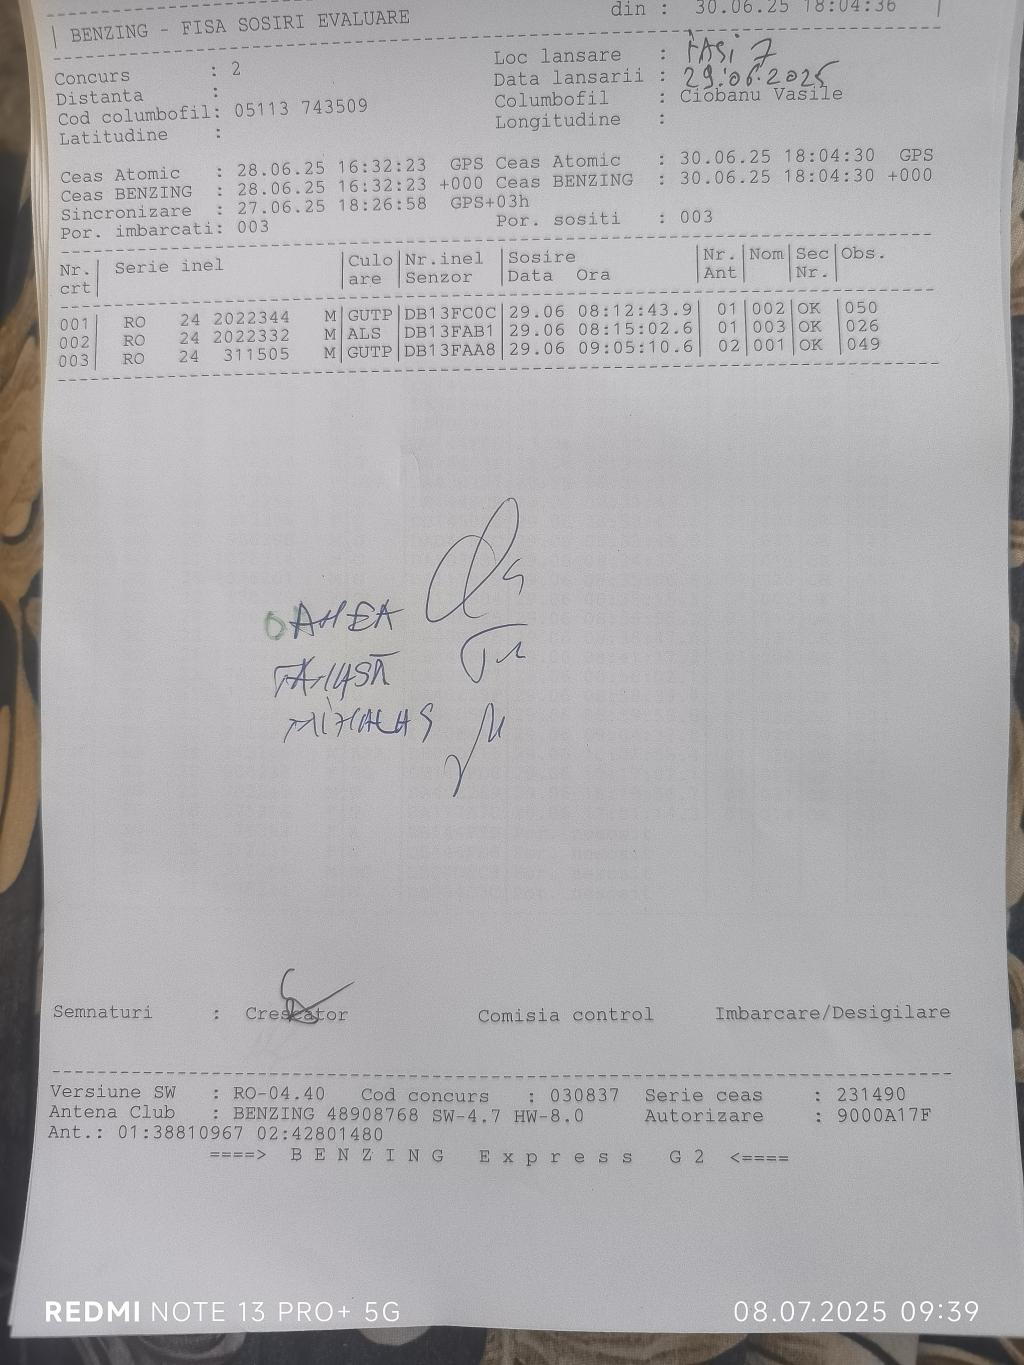 din : 30.06.25 18:04:36 |
| BENZING - FISA SOSIRI EVALUARE
Concurs : 2 Loc lansare : IASI 7
Distanta : Data lansarii : 29.06.2025
Cod columbofil: 05113 743509 Columbofil : Ciobanu Vasile
Latitudine : Longitudine :
Ceas Atomic : 28.06.25 16:32:23 GPS Ceas Atomic : 30.06.25 18:04:30 GPS
Ceas BENZING : 28.06.25 16:32:23 +000 Ceas BENZING : 30.06.25 18:04:30 +000
Sincronizare : 27.06.25 18:26:58 GPS+03h
Por. imbarcati: 003 Por. sositi : 003
Nr. | Serie inel |Culo|Nr.inel |Sosire |Nr. |Nom|Sec|Obs.
crt | |are |Senzor |Data Ora |Ant | |Nr.|
001| RO 24 2022344 M|GUTP|DB13FC0C|29.06 08:12:43.9| 01|002|OK |050
002| RO 24 2022332 M|ALS |DB13FAB1|29.06 08:15:02.6| 01|003|OK |026
003| RO 24 311505 M|GUTP|DB13FAA8|29.06 09:05:10.6| 02|001|OK |049
Semnaturi : Crescator Comisia control Imbarcare/Desigilare
Versiune SW : RO-04.40 Cod concurs : 030837 Serie ceas : 231490
Antena Club : BENZING 48908768 SW-4.7 HW-8.0 Autorizare : 9000A17F
Ant.: 01:38810967 02:42801480
====> B E N Z I N G E x p r e s s G 2 <====
REDMI NOTE 13 PRO+ 5G 08.07.2025 09:39